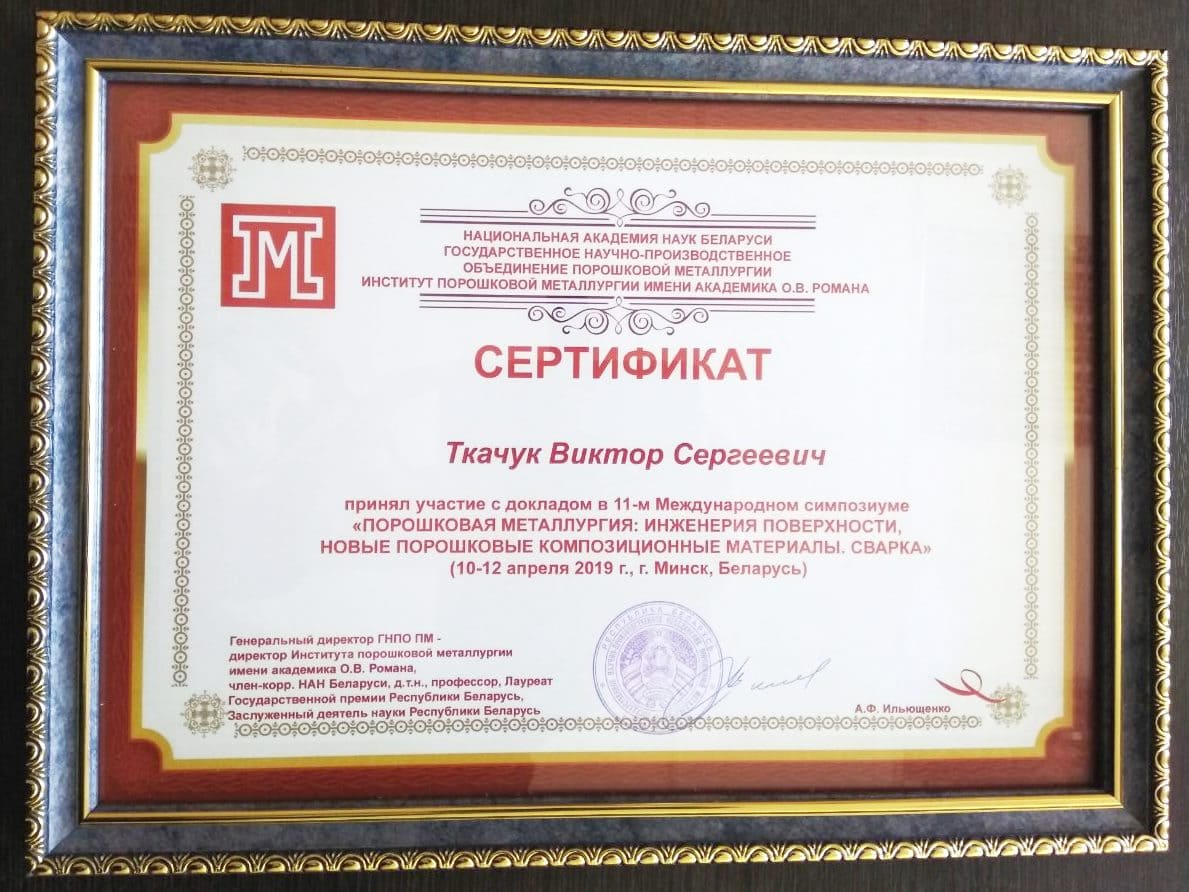 М
НАЦИОНАЛЬНАЯ АКАДЕМИЯ НАУК БЕЛАРУСИ
ГОСУДАРСТВЕННОЕ НАУЧНО-ПРОИЗВОДСТВЕННОЕ
ОБЪЕДИНЕНИЕ ПОРОШКОВОЙ МЕТАЛЛУРГИИ
ИНСТИТУТ ПОРОШКОВОЙ МЕТАЛЛУРГИИ ИМЕНИ АКАДЕМИКА О.В. РОМАНА
СЕРТИФИКАТ
Ткачук Виктор Сергеевич
принял участие с докладом в 11-м Международном симпозиуме
«ПОРОШКОВАЯ МЕТАЛЛУРГИЯ: ИНЖЕНЕРИЯ ПОВЕРХНОСТИ,
НОВЫЕ ПОРОШКОВЫЕ КОМПОЗИЦИОННЫЕ МАТЕРИАЛЫ. СВАРКА»
(10-12 апреля 2019 г., г. Минск, Беларусь)
Генеральный директор ГНПО ПМ -
директор Института порошковой металлургии
имени академика О.В. Романа,
член-корр. НАН Беларуси, д.т.н., профессор, Лауреат
Государственной премии Республики Беларусь,
Заслуженный деятель науки Республики Беларусь
РЕСПУБЛИКА БЕЛАРУСЬ
А.Ф. Ильющенко